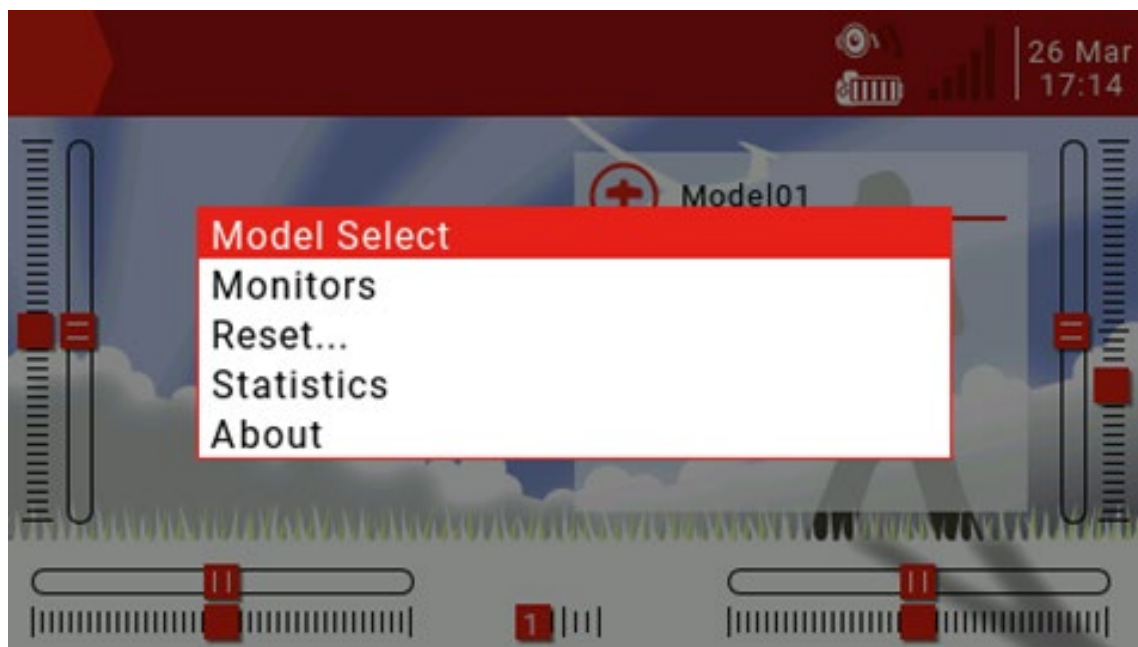 26 Mar
17:14
Model01
Model Select
Monitors
Reset...
Statistics
About
1